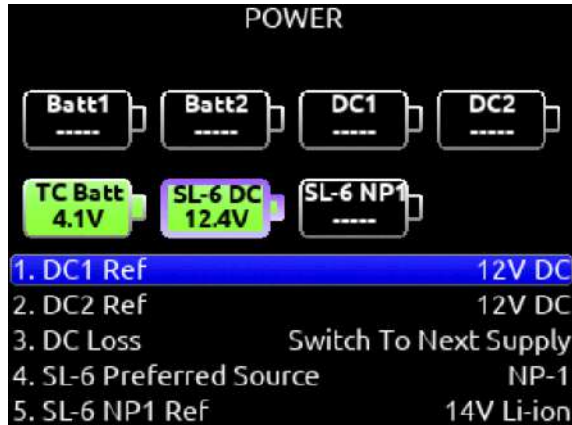 POWER
Batt1 Batt2 DC1 DC2
----- ----- ----- -----
TC Batt SL-6 DC SL-6 NP1
4.1V 12.4V -----
1. DC1 Ref 12V DC
2. DC2 Ref 12V DC
3. DC Loss Switch To Next Supply
4. SL-6 Preferred Source NP-1
5. SL-6 NP1 Ref 14V Li-ion